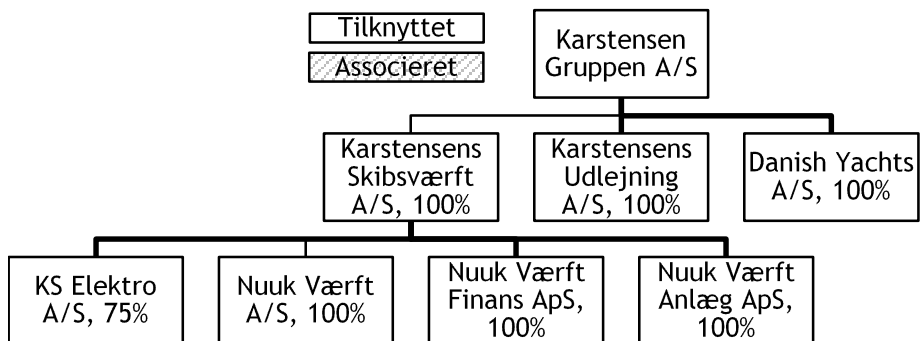 Tilknyttet
Associeret
Karstensen
Gruppen A/S
Karstensens
Skibsværft
A/S, 100%
Karstensens
Udlejning
A/S, 100%
Danish Yachts
A/S, 100%
KS Elektro
A/S, 75%
Nuuk Værft
A/S, 100%
Nuuk Værft
Finans ApS,
100%
Nuuk Værft
Anlæg ApS,
100%